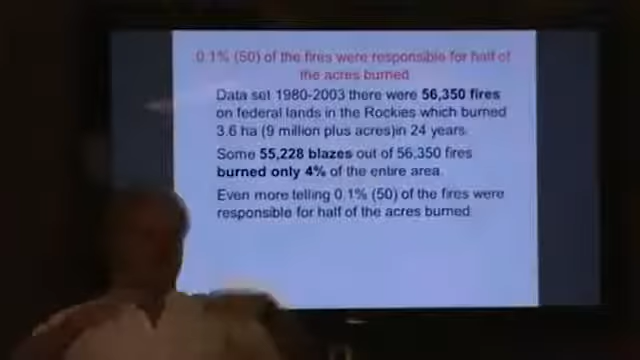 0.1% (50) of the fires were responsible for half of
the acres burned
Data set 1980-2003 there were 56,350 fires
on federal lands in the Rockies which burned
3.6 ha (9 million plus acres)in 24 years.
Some 55,228 blazes out of 56,350 fires
burned only 4% of the entire area.
Even more telling 0.1% (50) of the fires were
responsible for half of the acres burned.